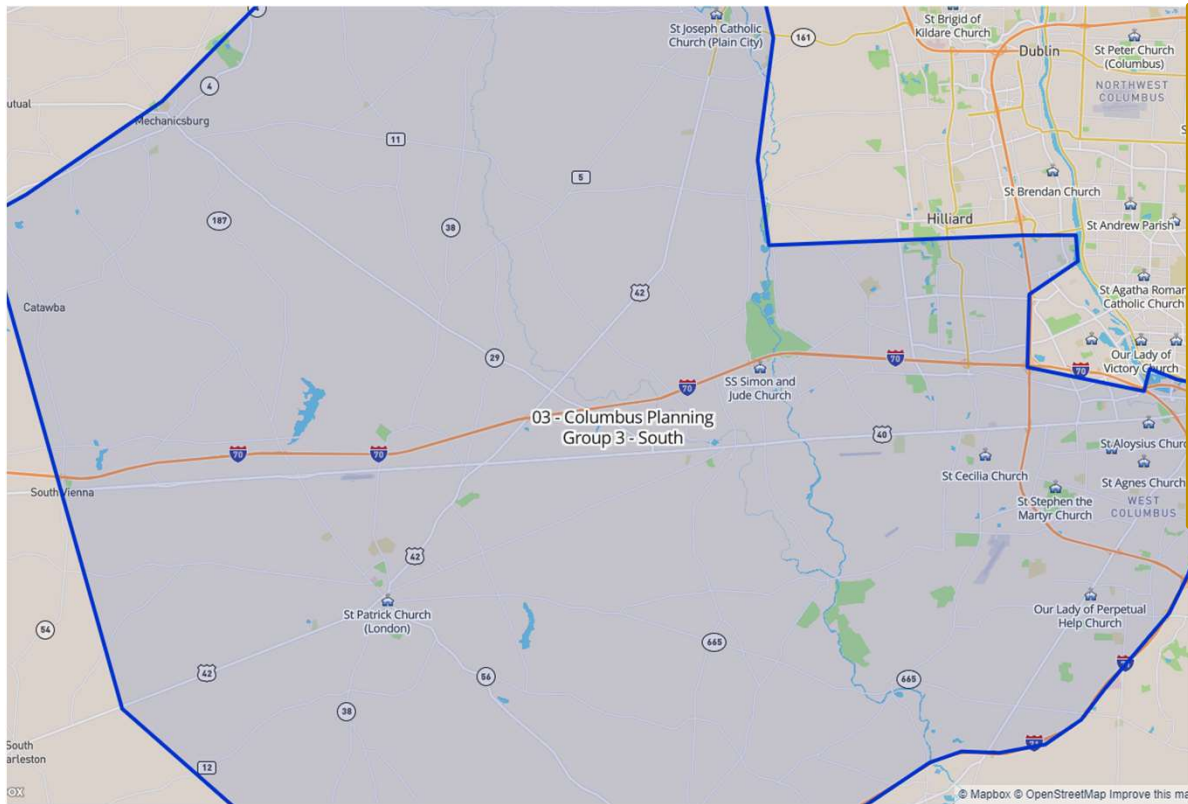 St Joseph Catholic
Church (Plain City)
161
St Brigid of
Kildare Church
Dublin
St Peter Church
(Columbus)
NORTHWEST
COLUMBUS
4
Mechanicsburg
11
5
187
38
St Brendan Church
Hilliard
St Andrew Parish
42
Catawba
St Agatha Roman
Catholic Church
29
70
70
70
Our Lady of
Victory Church
SS Simon and
Jude Church
03 - Columbus Planning
Group 3 - South
40
70
70
St Aloysius
St Cecilia Church
St Agnes Church
South Vienna
St Stephen the
Martyr Church
WEST
COLUMBUS
42
St Patrick Church
(London)
Our Lady of Perpetual
Help Church
54
665
42
56
665
38
South
12
© Mapbox © OpenStreetMap Improve this